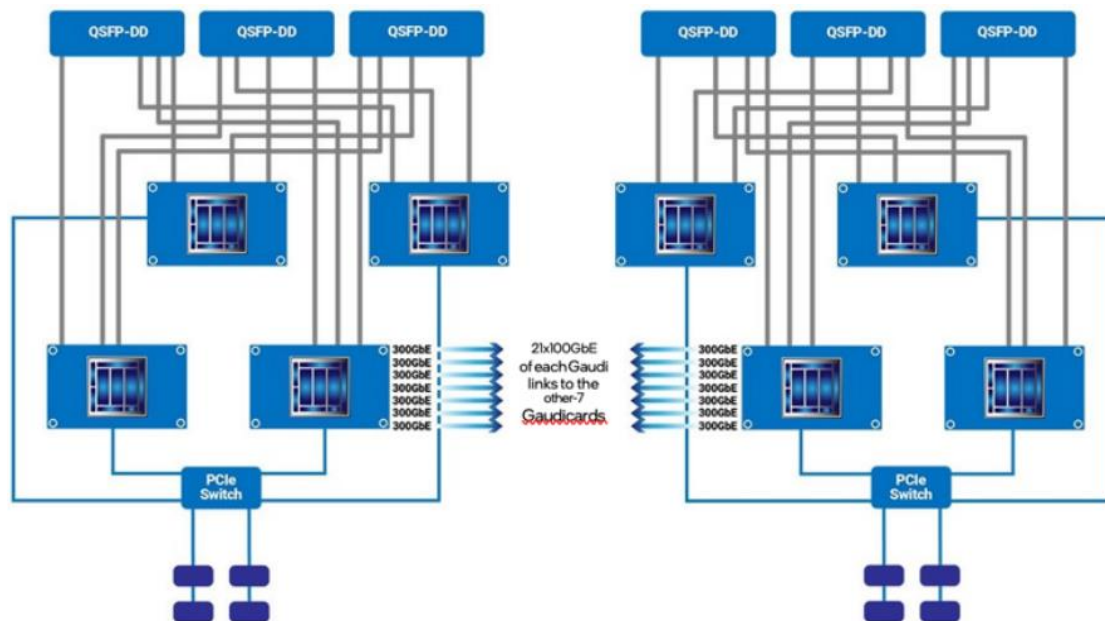 QSFP-DD QSFP-DD QSFP-DD QSFP-DD QSFP-DD QSFP-DD
300GbE
300GbE
300GbE
300GbE
300GbE
300GbE
300GbE
21x100GbE
of each Gaudi
links to the
other-7
Gaudicards
300GbE
300GbE
300GbE
300GbE
300GbE
300GbE
300GbE
PCIe
Switch
PCIe
Switch